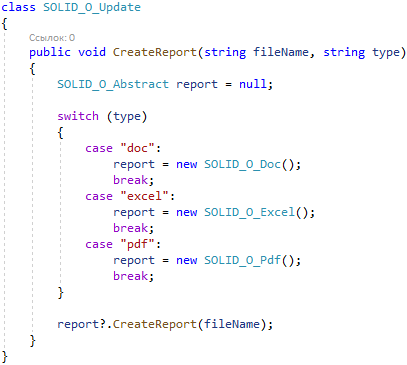 class SOLID_O_Update
{
Ссылок: 0
public void CreateReport(string fileName, string type)
{
SOLID_O_Abstract report = null;
switch (type)
{
case "doc":
report = new SOLID_O_Doc();
break;
case "excel":
report = new SOLID_O_Excel();
break;
case "pdf":
report = new SOLID_O_Pdf();
break;
}
report?.CreateReport(fileName);
}
}